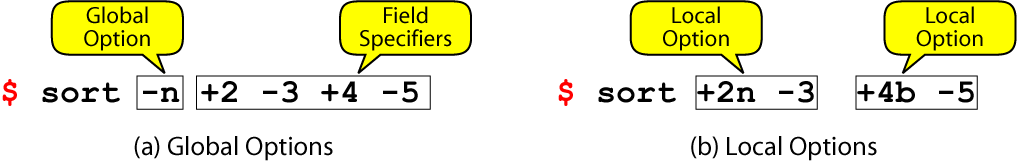 Global
Option
Field
Specifiers
$ sort -n +2 -3 +4 -5
(a) Global Options
Local
Option
Local
Option
$ sort +2n -3 +4b -5
(b) Local Options